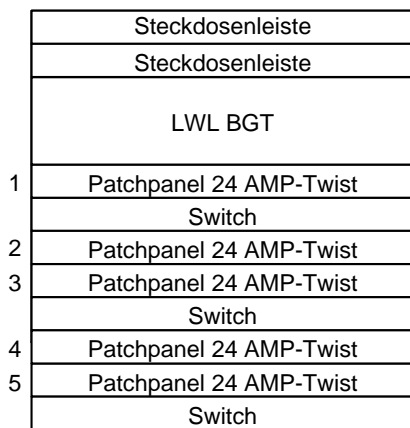 Steckdosenleiste
Steckdosenleiste
LWL BGT
1 Patchpanel 24 AMP-Twist
Switch
2 Patchpanel 24 AMP-Twist
3 Patchpanel 24 AMP-Twist
Switch
4 Patchpanel 24 AMP-Twist
5 Patchpanel 24 AMP-Twist
Switch